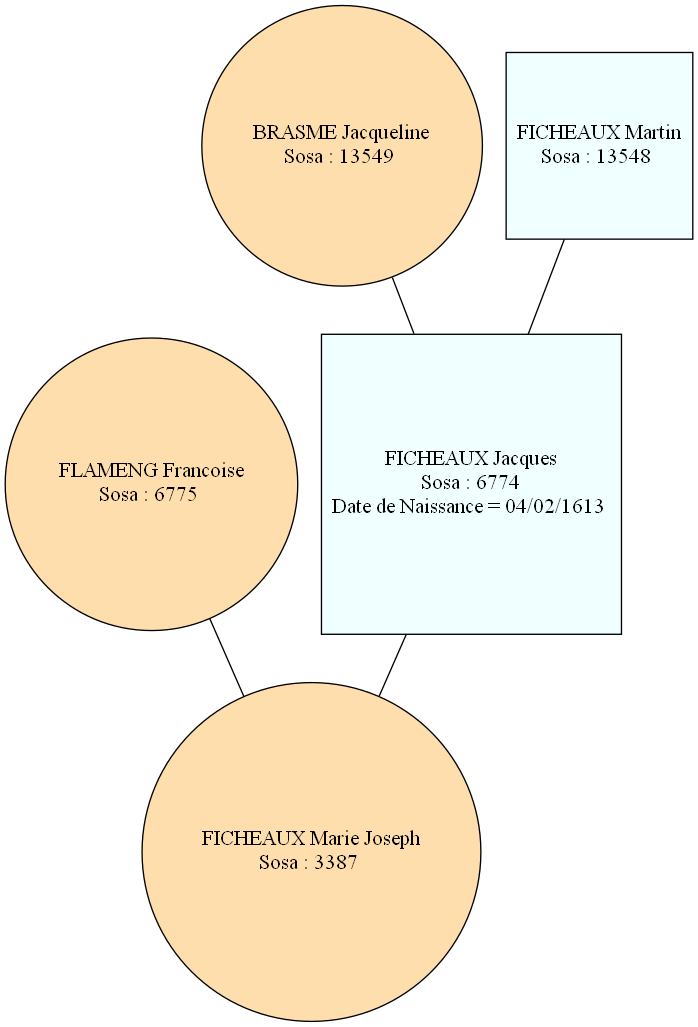 BRASME Jacqueline
Sosa : 13549
FICHEAUX Martin
Sosa : 13548
FLAMENG Francoise
Sosa : 6775
FICHEAUX Jacques
Sosa : 6774
Date de Naissance = 04/02/1613
FICHEAUX Marie Joseph
Sosa : 3387